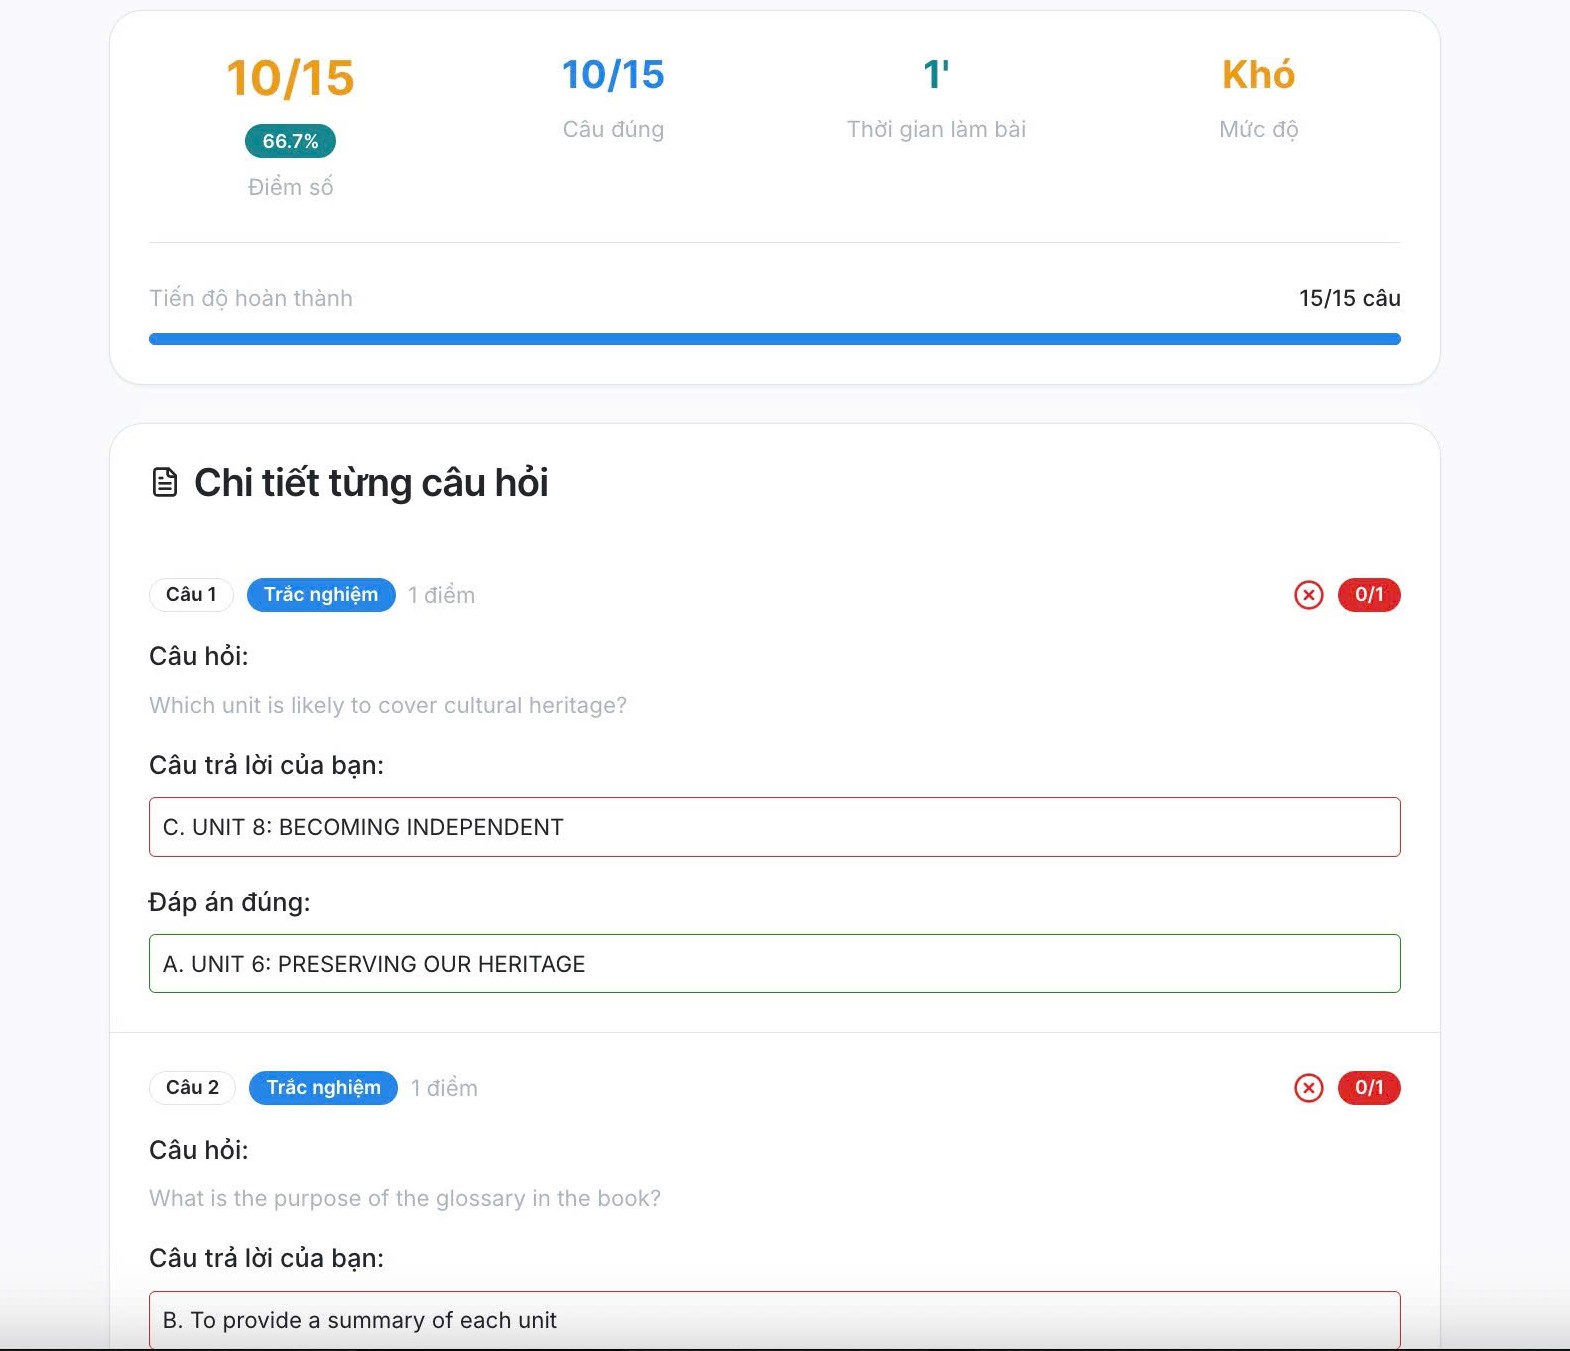 10/15
66.7%
Điểm số
10/15
Câu đúng
1'
Thời gian làm bài
Khó
Mức độ
Tiến độ hoàn thành
15/15 câu
Chi tiết từng câu hỏi
Câu 1 Trắc nghiệm 1 điểm 0/1
Câu hỏi:
Which unit is likely to cover cultural heritage?
Câu trả lời của bạn:
C. UNIT 8: BECOMING INDEPENDENT
Đáp án đúng:
A. UNIT 6: PRESERVING OUR HERITAGE
Câu 2 Trắc nghiệm 1 điểm 0/1
Câu hỏi:
What is the purpose of the glossary in the book?
Câu trả lời của bạn:
B. To provide a summary of each unit